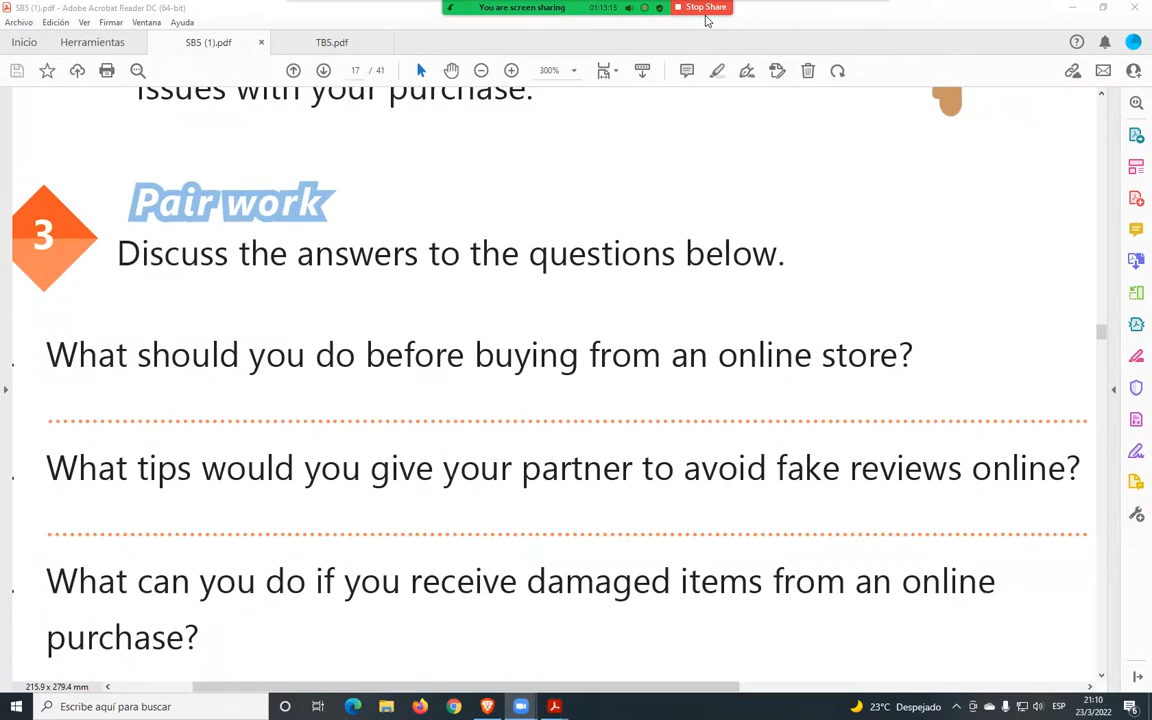 SB5 (1).pdf - Adobe Acrobat Reader DC (64-bit)
You are screen sharing
01:13:15
Stop Share
Archivo Edición Ver Firmar Ventana Ayuda
Inicio Herramientas SB5 (1).pdf × TB5.pdf
17 / 41 300%
issues with your purchase.
Pair work
3
Discuss the answers to the questions below.
What should you do before buying from an online store?
What tips would you give your partner to avoid fake reviews online?
What can you do if you receive damaged items from an online
purchase?
215.9 x 279.4 mm
Escribe aquí para buscar
23°C Despejado
ESP
21:10
23/3/2022
6